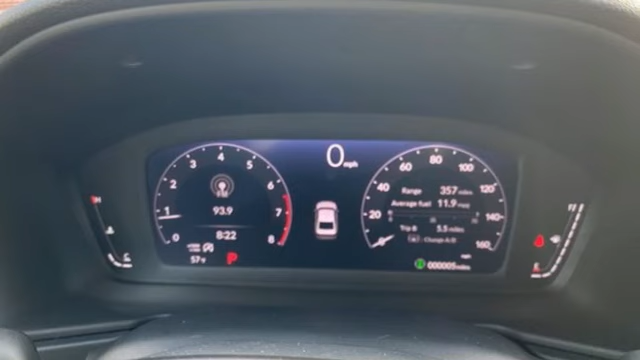 0 mph
4
5
3
6
2
7
1
8
0
FM
93.9
8:22
57°F
P
80
60
100
40
120
20
140
160
Range 357 miles
Average fuel 11.9 mpg
Trip B 5.5 miles
Change A/B
000005 miles
H
C
F
E